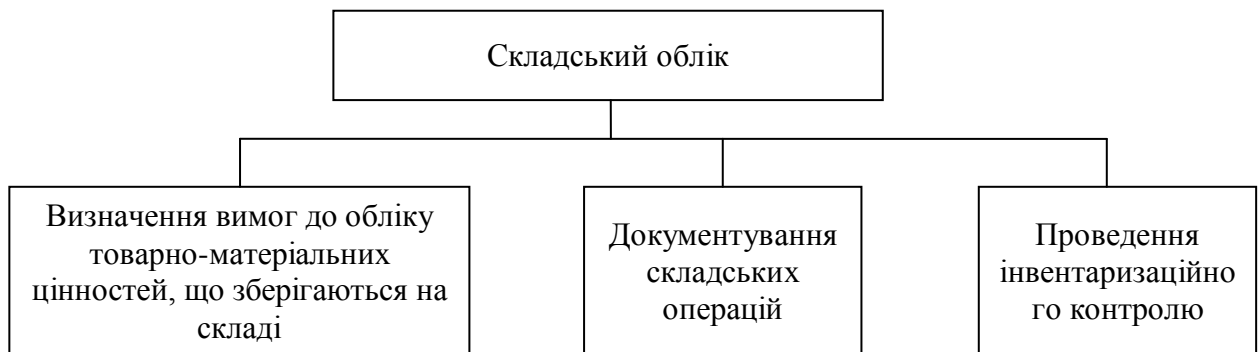 Складський облік
Визначення вимог до обліку
товарно-матеріальних
цінностей, що зберігаються на
складі
Документування
складських
операцій
Проведення
інвентаризаційно
го контролю